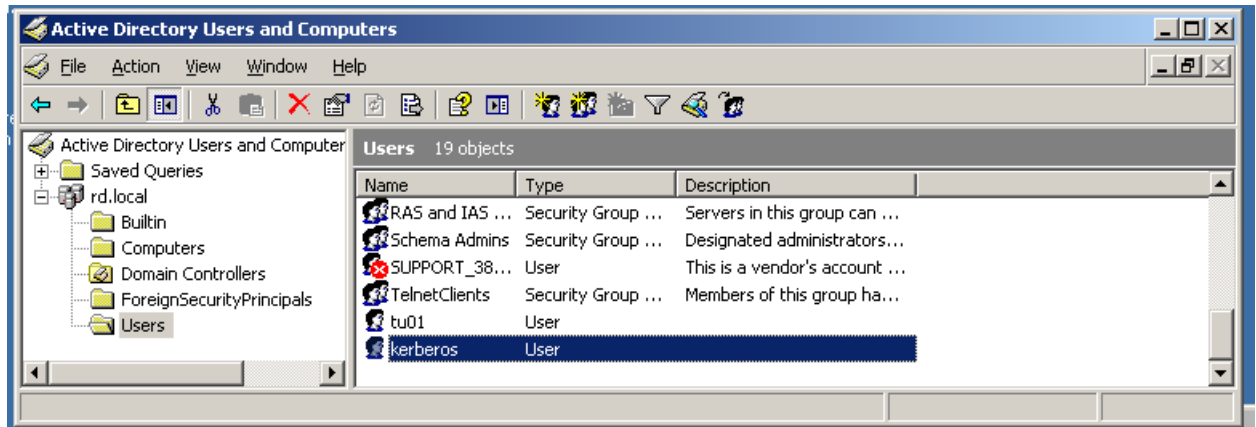 Active Directory Users and Computers
File Action View Window Help
Active Directory Users and Computer
Saved Queries
rd.local
Builtin
Computers
Domain Controllers
ForeignSecurityPrincipals
Users
Users 19 objects
Name Type Description
RAS and IAS ... Security Group ... Servers in this group can ...
Schema Admins Security Group ... Designated administrators...
SUPPORT_38... User This is a vendor's account ...
TelnetClients Security Group ... Members of this group ha...
tu01 User
kerberos User